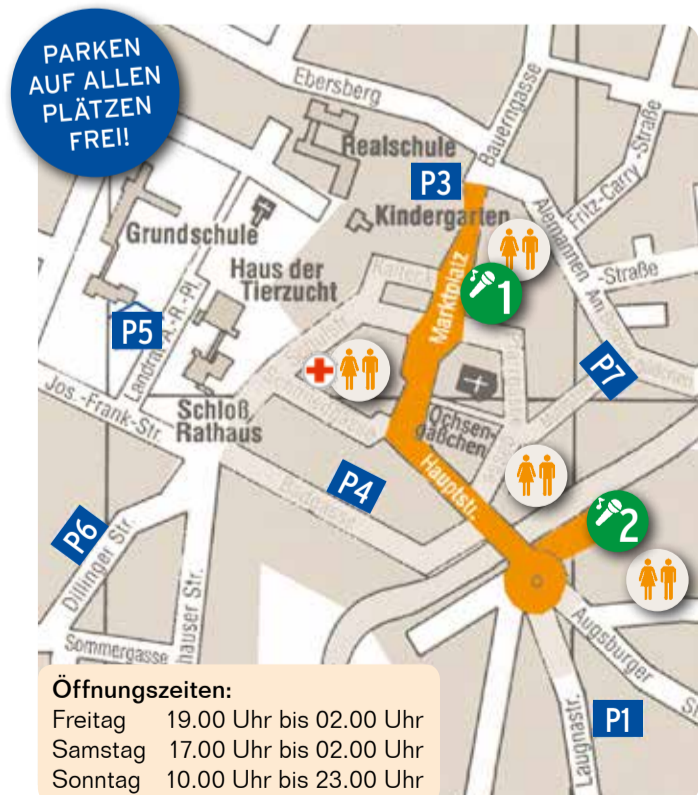 PARKEN
AUF ALLEN
PLÄTZEN
FREI!
Ebersberg
Bauerngasse
Realschule
P3
Fritz-Carry-Straße
Kindergarten
Alemannen
Grundschule
-Straße
Haus der
Tierzucht
Marktplatz
1
Am
P5
Landrat-A.-R.-Pl.
P7
Jos.-Frank-Str.
Schloß
Rathaus
Ochsen-
gäßchen
P4
Hauptstr.
2
P6
Dillinger Str.
Augsburger
Sommergasse
hauser Str.
P1
Laugnastr.
Öffnungszeiten:
Freitag 19.00 Uhr bis 02.00 Uhr
Samstag 17.00 Uhr bis 02.00 Uhr
Sonntag 10.00 Uhr bis 23.00 Uhr